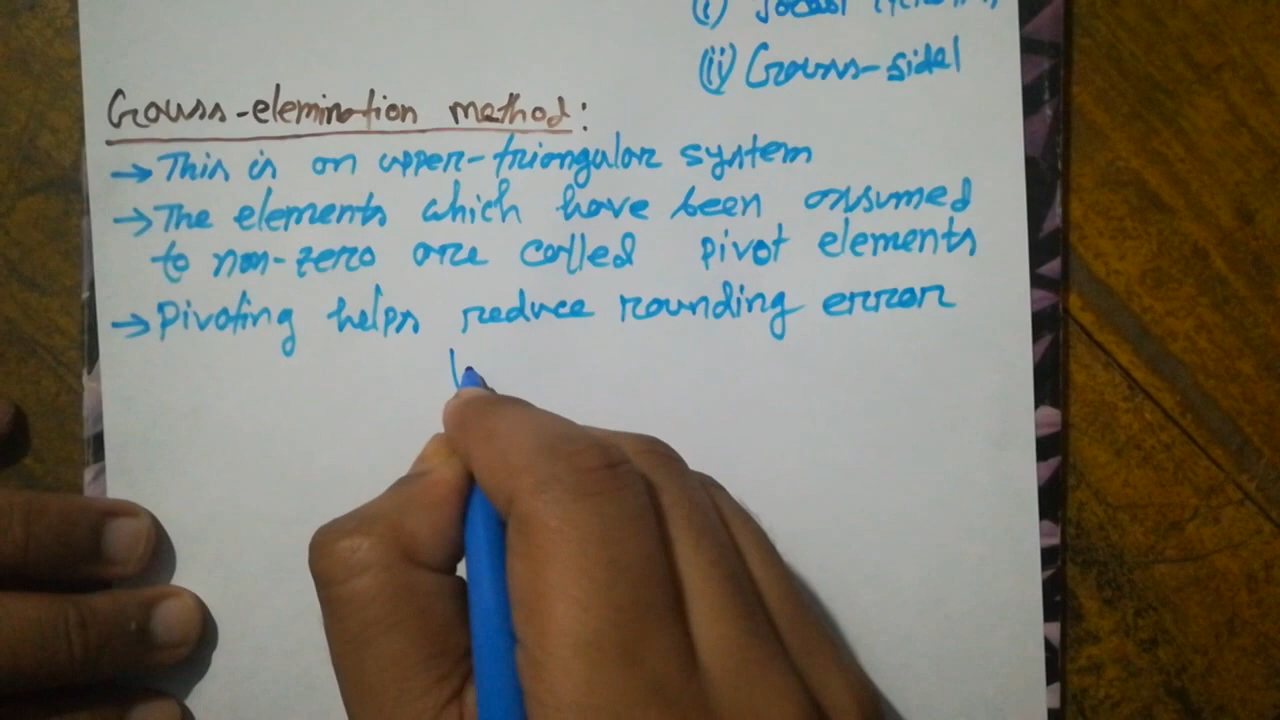 (i)
(ii) Gauss-sidel
Gauss-elemination method:
→ This is an upper-triangular system
→ The elements which have been assumed
to non-zero are called pivot elements
→ Pivoting helps reduce rounding error